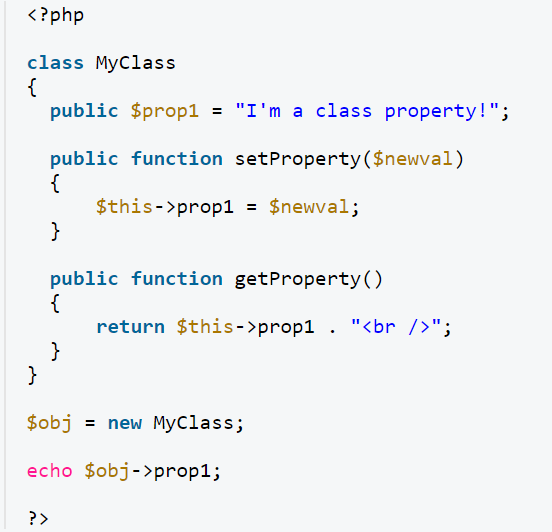 <?php
class MyClass
{
public $prop1 = "I'm a class property!";
public function setProperty($newval)
{
$this->prop1 = $newval;
}
public function getProperty()
{
return $this->prop1 . "<br />";
}
}
$obj = new MyClass;
echo $obj->prop1;
?>